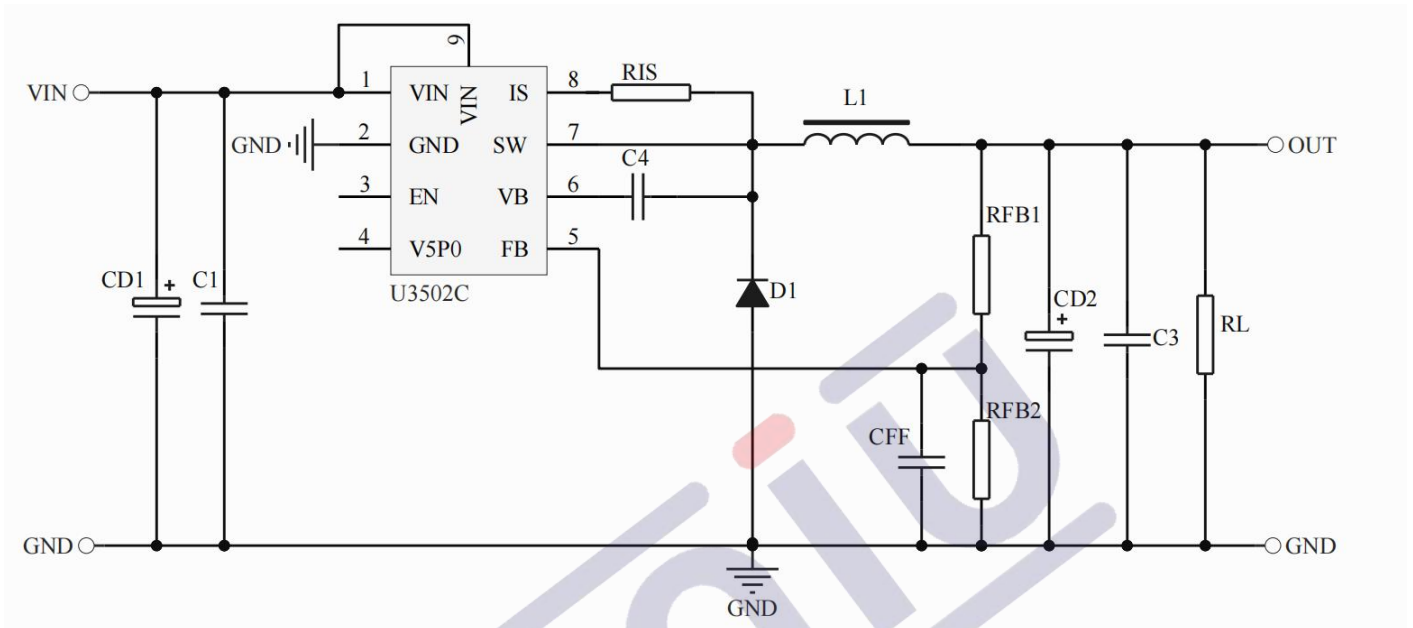 9
1
8
RIS
VIN
VIN
IS
VIN
L1
GND
2
GND
SW
7
OUT
C4
3
EN
VB
6
RFB1
4
V5P0
FB
5
CD1
+
C1
U3502C
D1
CD2
+
C3
RL
RFB2
CFF
GND
GND
GND